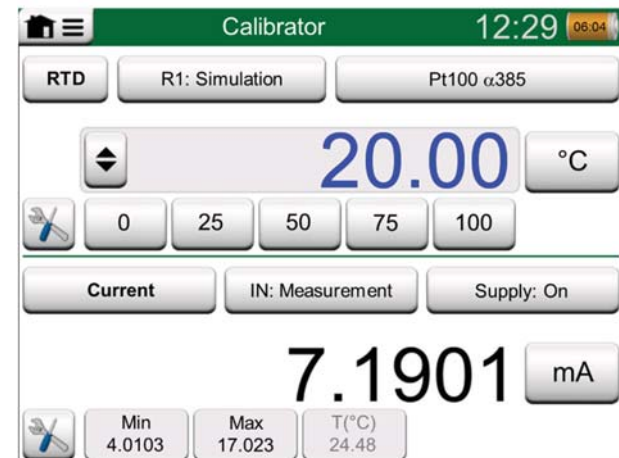 Calibrator 12:29 06:04
RTD R1: Simulation Pt100 α385
20.00 °C
0 25 50 75 100
Current IN: Measurement Supply: On
7.1901 mA
Min Max T(°C)
4.0103 17.023 24.48